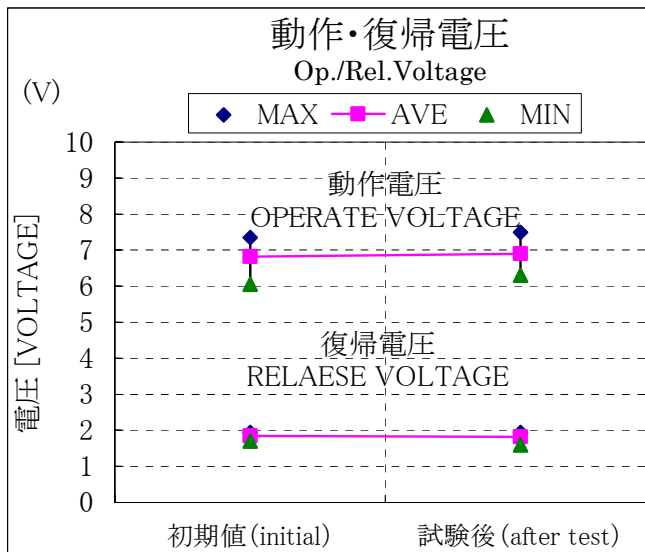 動作・復帰電圧
Op./Rel.Voltage
(V)
MAX AVE MIN
10
9
8
7
6
5
4
3
2
1
0
電圧 [VOLTAGE]
動作電圧
OPERATE VOLTAGE
復帰電圧
RELAESE VOLTAGE
初期値(initial) 試験後(after test)